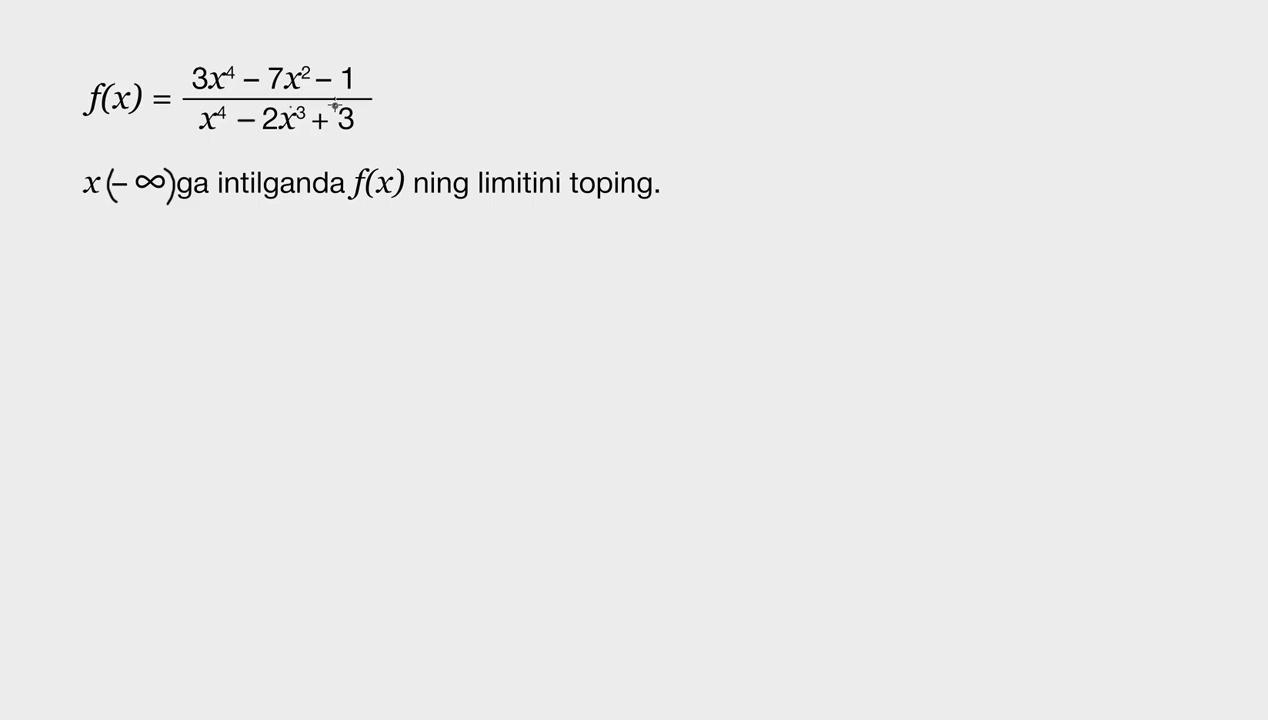 f(x) = (3x⁴ – 7x² – 1)/(x⁴ – 2x³ + 3)
x (– ∞)ga intilganda f(x) ning limitini toping.